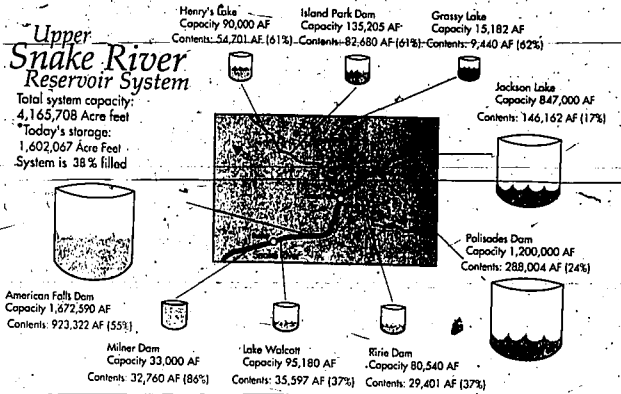 Upper
Snake River
Reservoir System
Total system capacity:
4,165,708 Acre feet
Today's storage:
1,602,067 Acre Feet
System is 38% filled
Henry's Lake
Capacity 90,000 AF
Contents: 54,701 AF (61%)
Island Park Dam
Capacity 135,205 AF
Contents: 82,680 AF (61%)
Grassy Lake
Capacity 15,182 AF
Contents: 9,440 AF (62%)
Jackson Lake
Capacity 847,000 AF
Contents: 146,162 AF (17%)
Palisades Dam
Capacity 1,200,000 AF
Contents: 288,004 AF (24%)
Snake River
American Falls Dam
Capacity 1,672,590 AF
Contents: 923,322 AF (55%)
Milner Dam
Capacity 33,000 AF
Contents: 32,760 AF (86%)
Lake Walcott
Capacity 95,180 AF
Contents: 35,597 AF (37%)
Ririe Dam
Capacity 80,540 AF
Contents: 29,401 AF (37%)